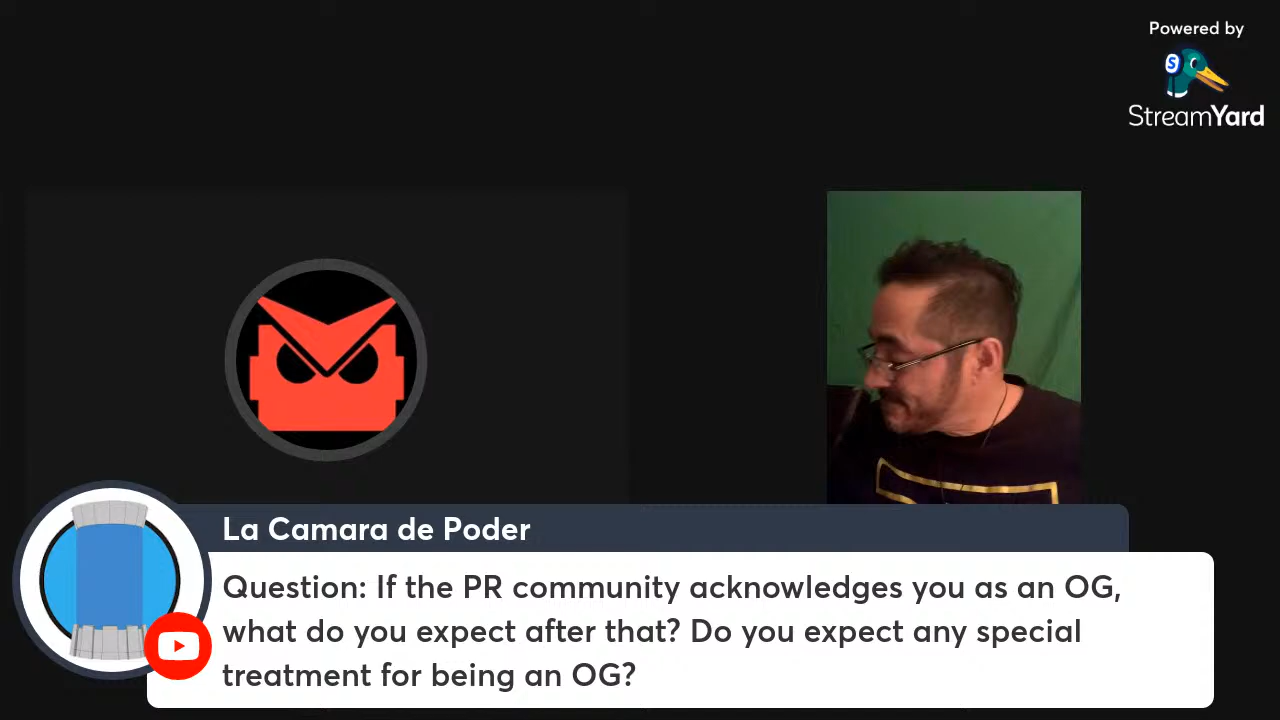 Powered by
StreamYard
La Camara de Poder
Question: If the PR community acknowledges you as an OG,
what do you expect after that? Do you expect any special
treatment for being an OG?